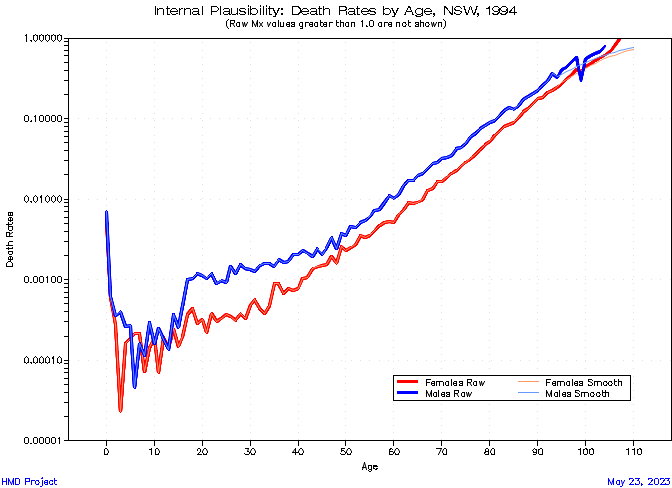 Internal Plausibility: Death Rates by Age, NSW, 1994
(Raw Mx values greater than 1.0 are not shown)
1.00000
0.10000
0.01000
0.00100
0.00010
0.00001
Death Rates
Females Raw
Females Smooth
Males Raw
Males Smooth
0 10 20 30 40 50 60 70 80 90 100 110
Age
HMD Project
May 23, 2023